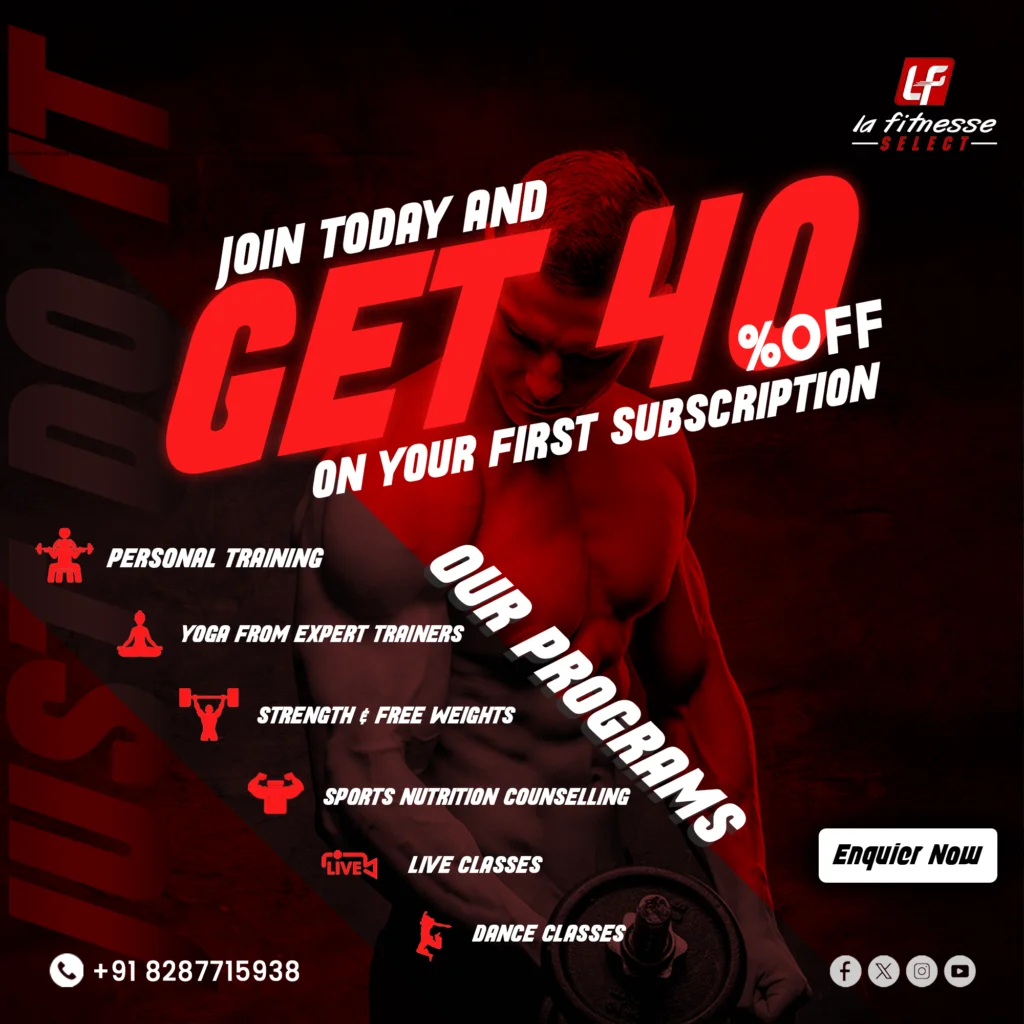 JUST DO IT
LF
la fitnesse
SELECT
JOIN TODAY AND
GET 40
%OFF
ON YOUR FIRST SUBSCRIPTION
OUR PROGRAMS
PERSONAL TRAINING
YOGA FROM EXPERT TRAINERS
STRENGTH & FREE WEIGHTS
SPORTS NUTRITION COUNSELLING
LIVE
LIVE CLASSES
DANCE CLASSES
Enquier Now
+91 8287715938